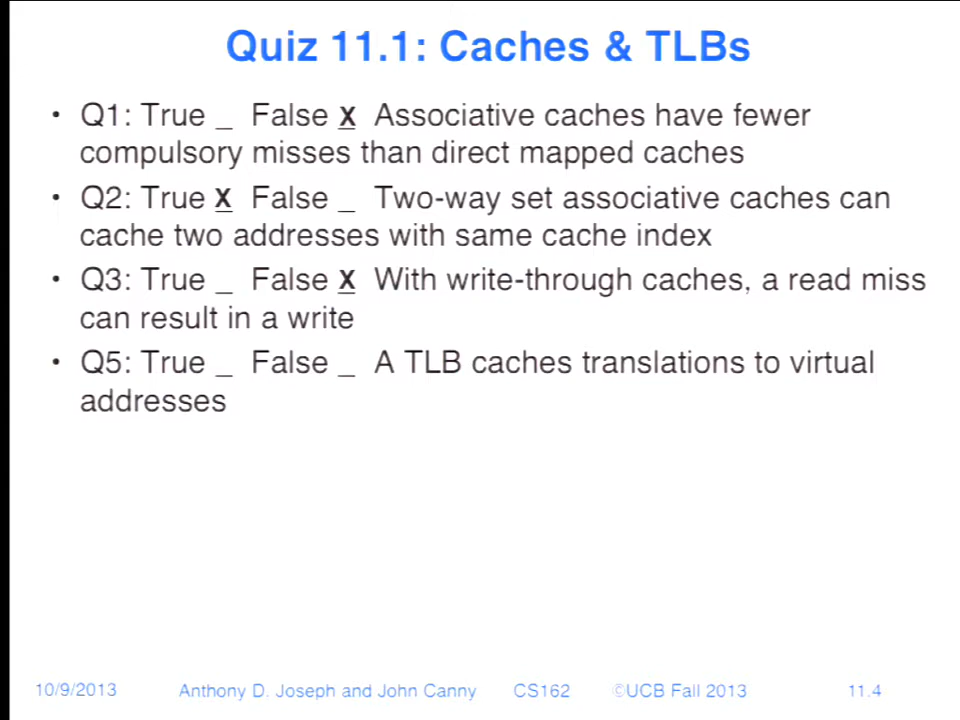 Quiz 11.1: Caches & TLBs
• Q1: True _ False X Associative caches have fewer
compulsory misses than direct mapped caches
• Q2: True X False _ Two-way set associative caches can
cache two addresses with same cache index
• Q3: True _ False X With write-through caches, a read miss
can result in a write
• Q5: True _ False _ A TLB caches translations to virtual
addresses
10/9/2013 Anthony D. Joseph and John Canny CS162 ©UCB Fall 2013 11.4